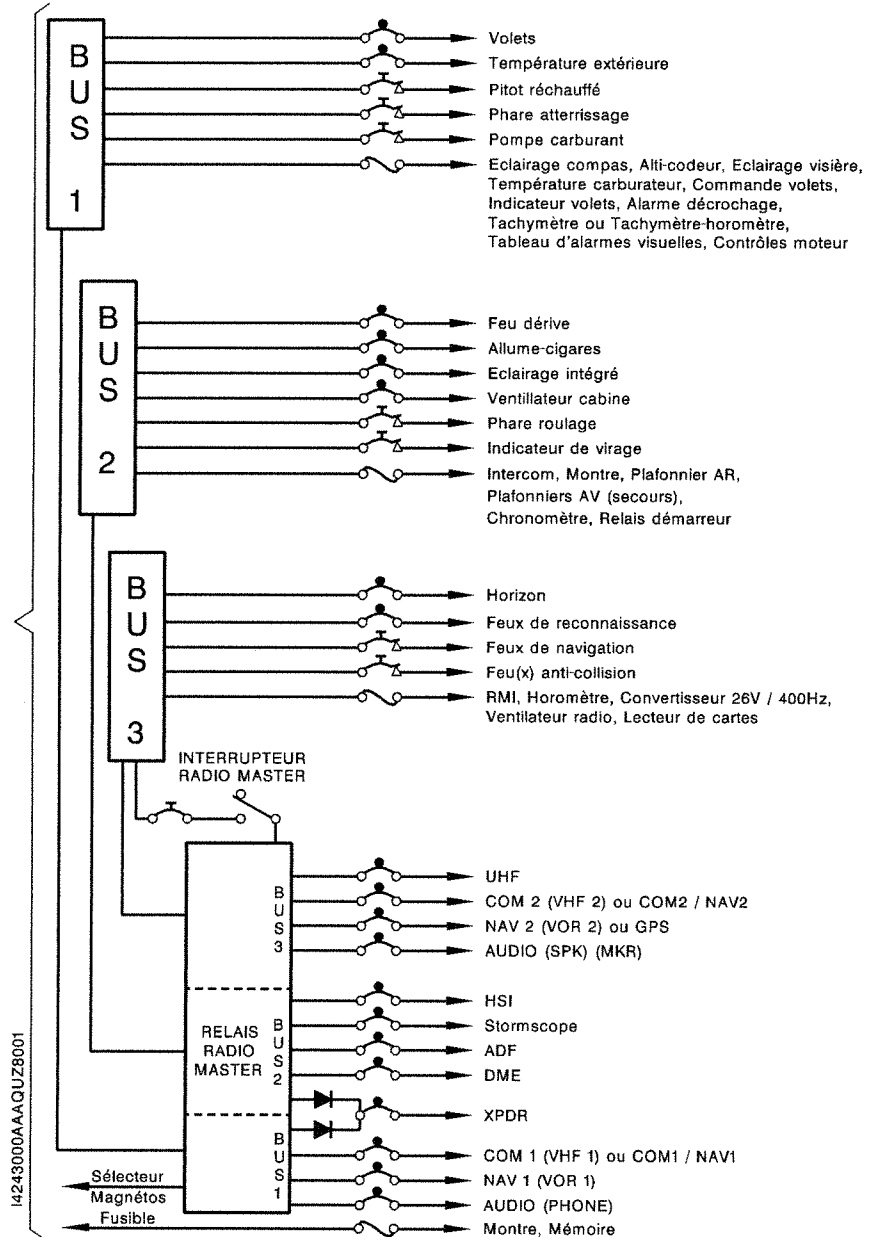 BUS 1
Volets
Température extérieure
Pitot réchauffé
Phare atterrissage
Pompe carburant
Eclairage compas, Alti-codeur, Eclairage visière,
Température carburateur, Commande volets,
Indicateur volets, Alarme décrochage,
Tachymètre ou Tachymètre-horomètre,
Tableau d'alarmes visuelles, Contrôles moteur
BUS 2
Feu dérive
Allume-cigares
Eclairage intégré
Ventillateur cabine
Phare roulage
Indicateur de virage
Intercom, Montre, Plafonnier AR,
Plafonniers AV (secours),
Chronomètre, Relais démarreur
BUS 3
Horizon
Feux de reconnaissance
Feux de navigation
Feu(x) anti-collision
RMI, Horomètre, Convertisseur 26V / 400Hz,
Ventilateur radio, Lecteur de cartes
INTERRUPTEUR
RADIO MASTER
BUS3
UHF
COM 2 (VHF 2) ou COM2 / NAV2
NAV 2 (VOR 2) ou GPS
AUDIO (SPK) (MKR)
RELAIS
RADIO
MASTER
BUS2
HSI
Stormscope
ADF
DME
XPDR
BUS1
COM 1 (VHF 1) ou COM1 / NAV1
NAV 1 (VOR 1)
AUDIO (PHONE)
Sélecteur
Magnétos
Fusible
Montre, Mémoire
I4243000AAAQUZ8001